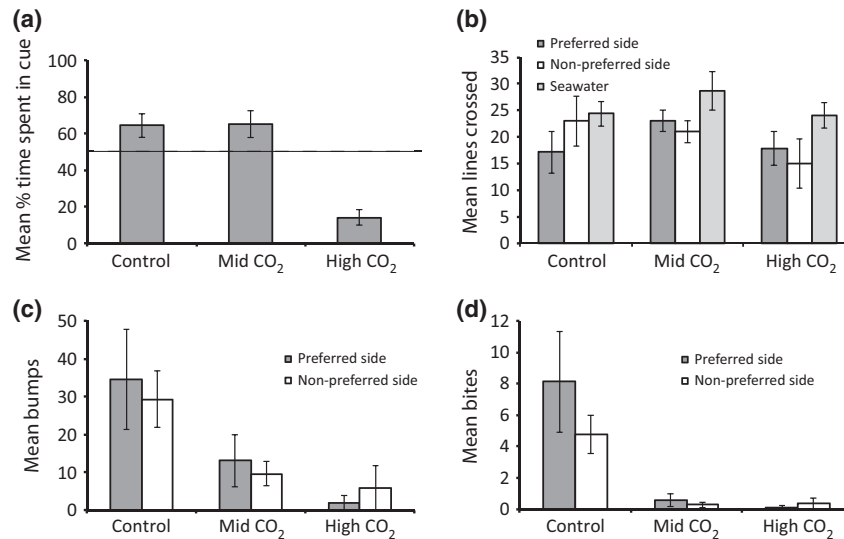 (a)
100
80
60
40
20
0
Mean % time spent in cue
Control Mid CO₂ High CO₂
(b)
35
30
25
20
15
10
5
0
Mean lines crossed
Preferred side
Non-preferred side
Seawater
Control Mid CO₂ High CO₂
(c)
50
40
30
20
10
0
Mean bumps
Preferred side
Non-preferred side
Control Mid CO₂ High CO₂
(d)
12
10
8
6
4
2
0
Mean bites
Preferred side
Non-preferred side
Control Mid CO₂ High CO₂